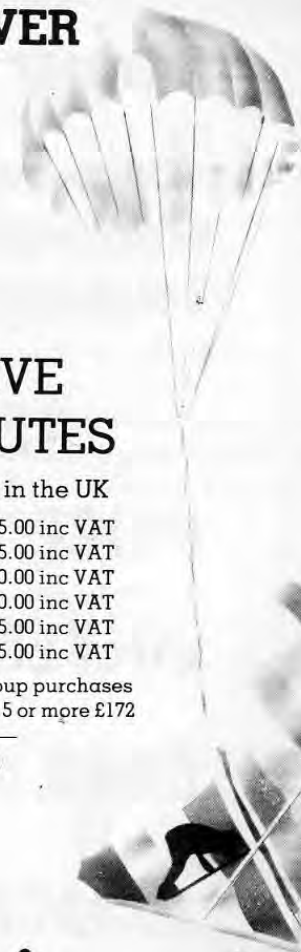 VER
VE
UTES
in the UK
5.00 inc VAT
5.00 inc VAT
0.00 inc VAT
0.00 inc VAT
5.00 inc VAT
5.00 inc VAT
oup purchases
5 or more £172